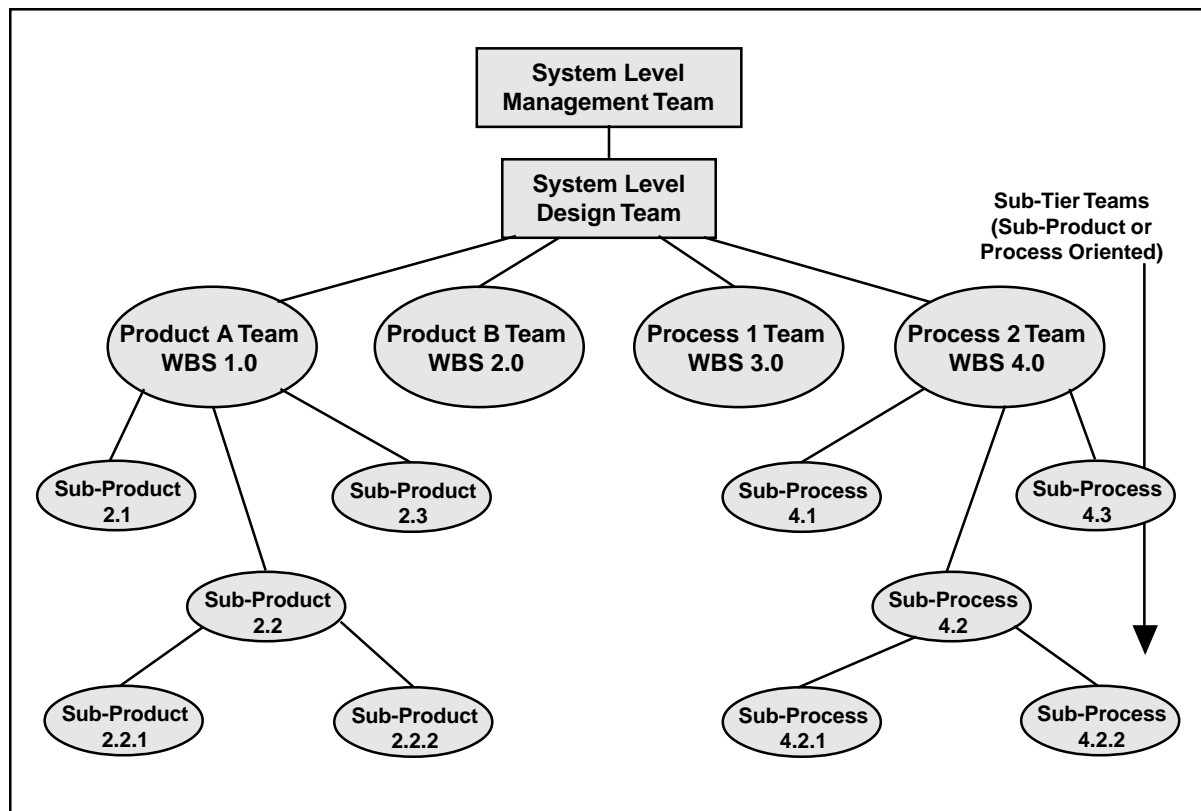 System Level
Management Team
System Level
Design Team
Sub-Tier Teams
(Sub-Product or
Process Oriented)
Product A Team
WBS 1.0
Product B Team
WBS 2.0
Process 1 Team
WBS 3.0
Process 2 Team
WBS 4.0
Sub-Product
2.1
Sub-Product
2.3
Sub-Process
4.1
Sub-Process
4.3
Sub-Product
2.2
Sub-Process
4.2
Sub-Product
2.2.1
Sub-Product
2.2.2
Sub-Process
4.2.1
Sub-Process
4.2.2